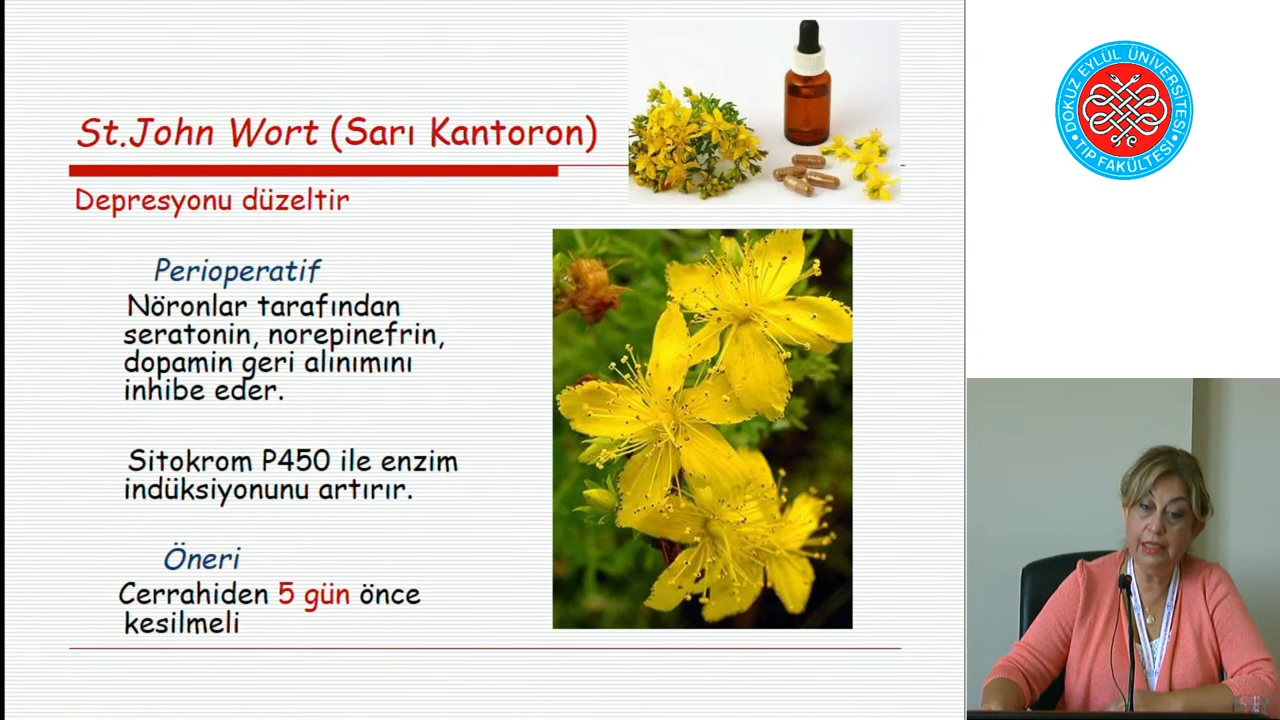 St.John Wort (Sarı Kantoron)
Depresyonu düzeltir
Perioperatif
Nöronlar tarafından
seratonin, norepinefrin,
dopamin geri alınımını
inhibe eder.
Sitokrom P450 ile enzim
indüksiyonunu artırır.
Öneri
Cerrahiden 5 gün önce
kesilmeli
DOKUZ EYLÜL ÜNİVERSİTESİ
TIP FAKÜLTESİ